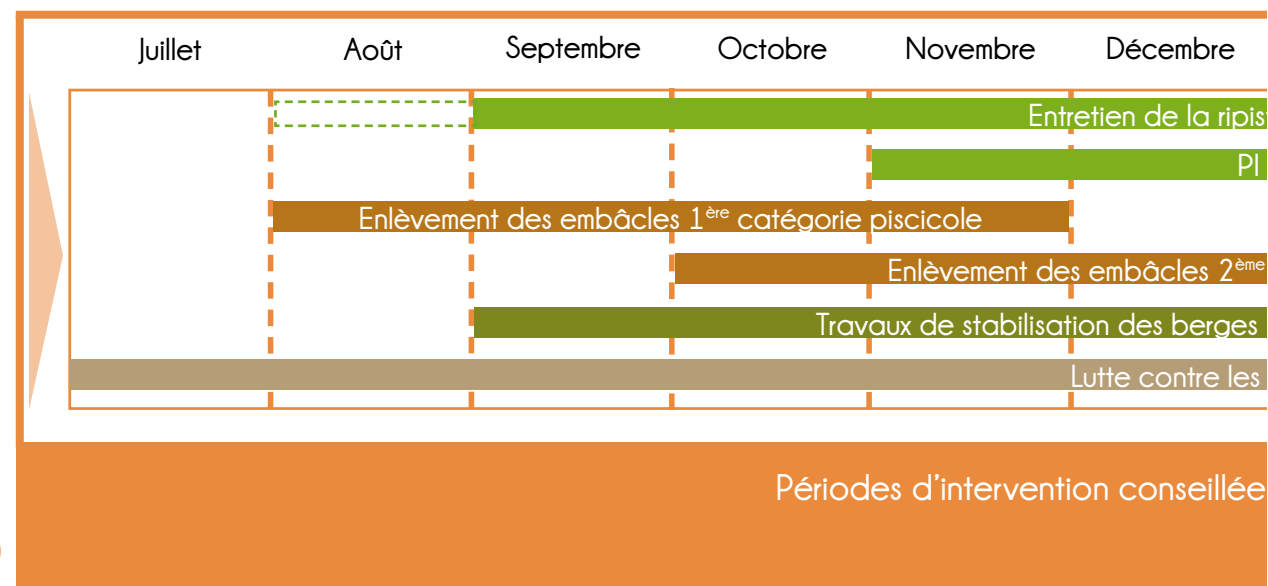 Juillet Août Septembre Octobre Novembre Décembre
Entretien de la ripis
Pl
Enlèvement des embâcles 1ère catégorie piscicole
Enlèvement des embâcles 2ème
Travaux de stabilisation des berges
Lutte contre les
Périodes d'intervention conseillée